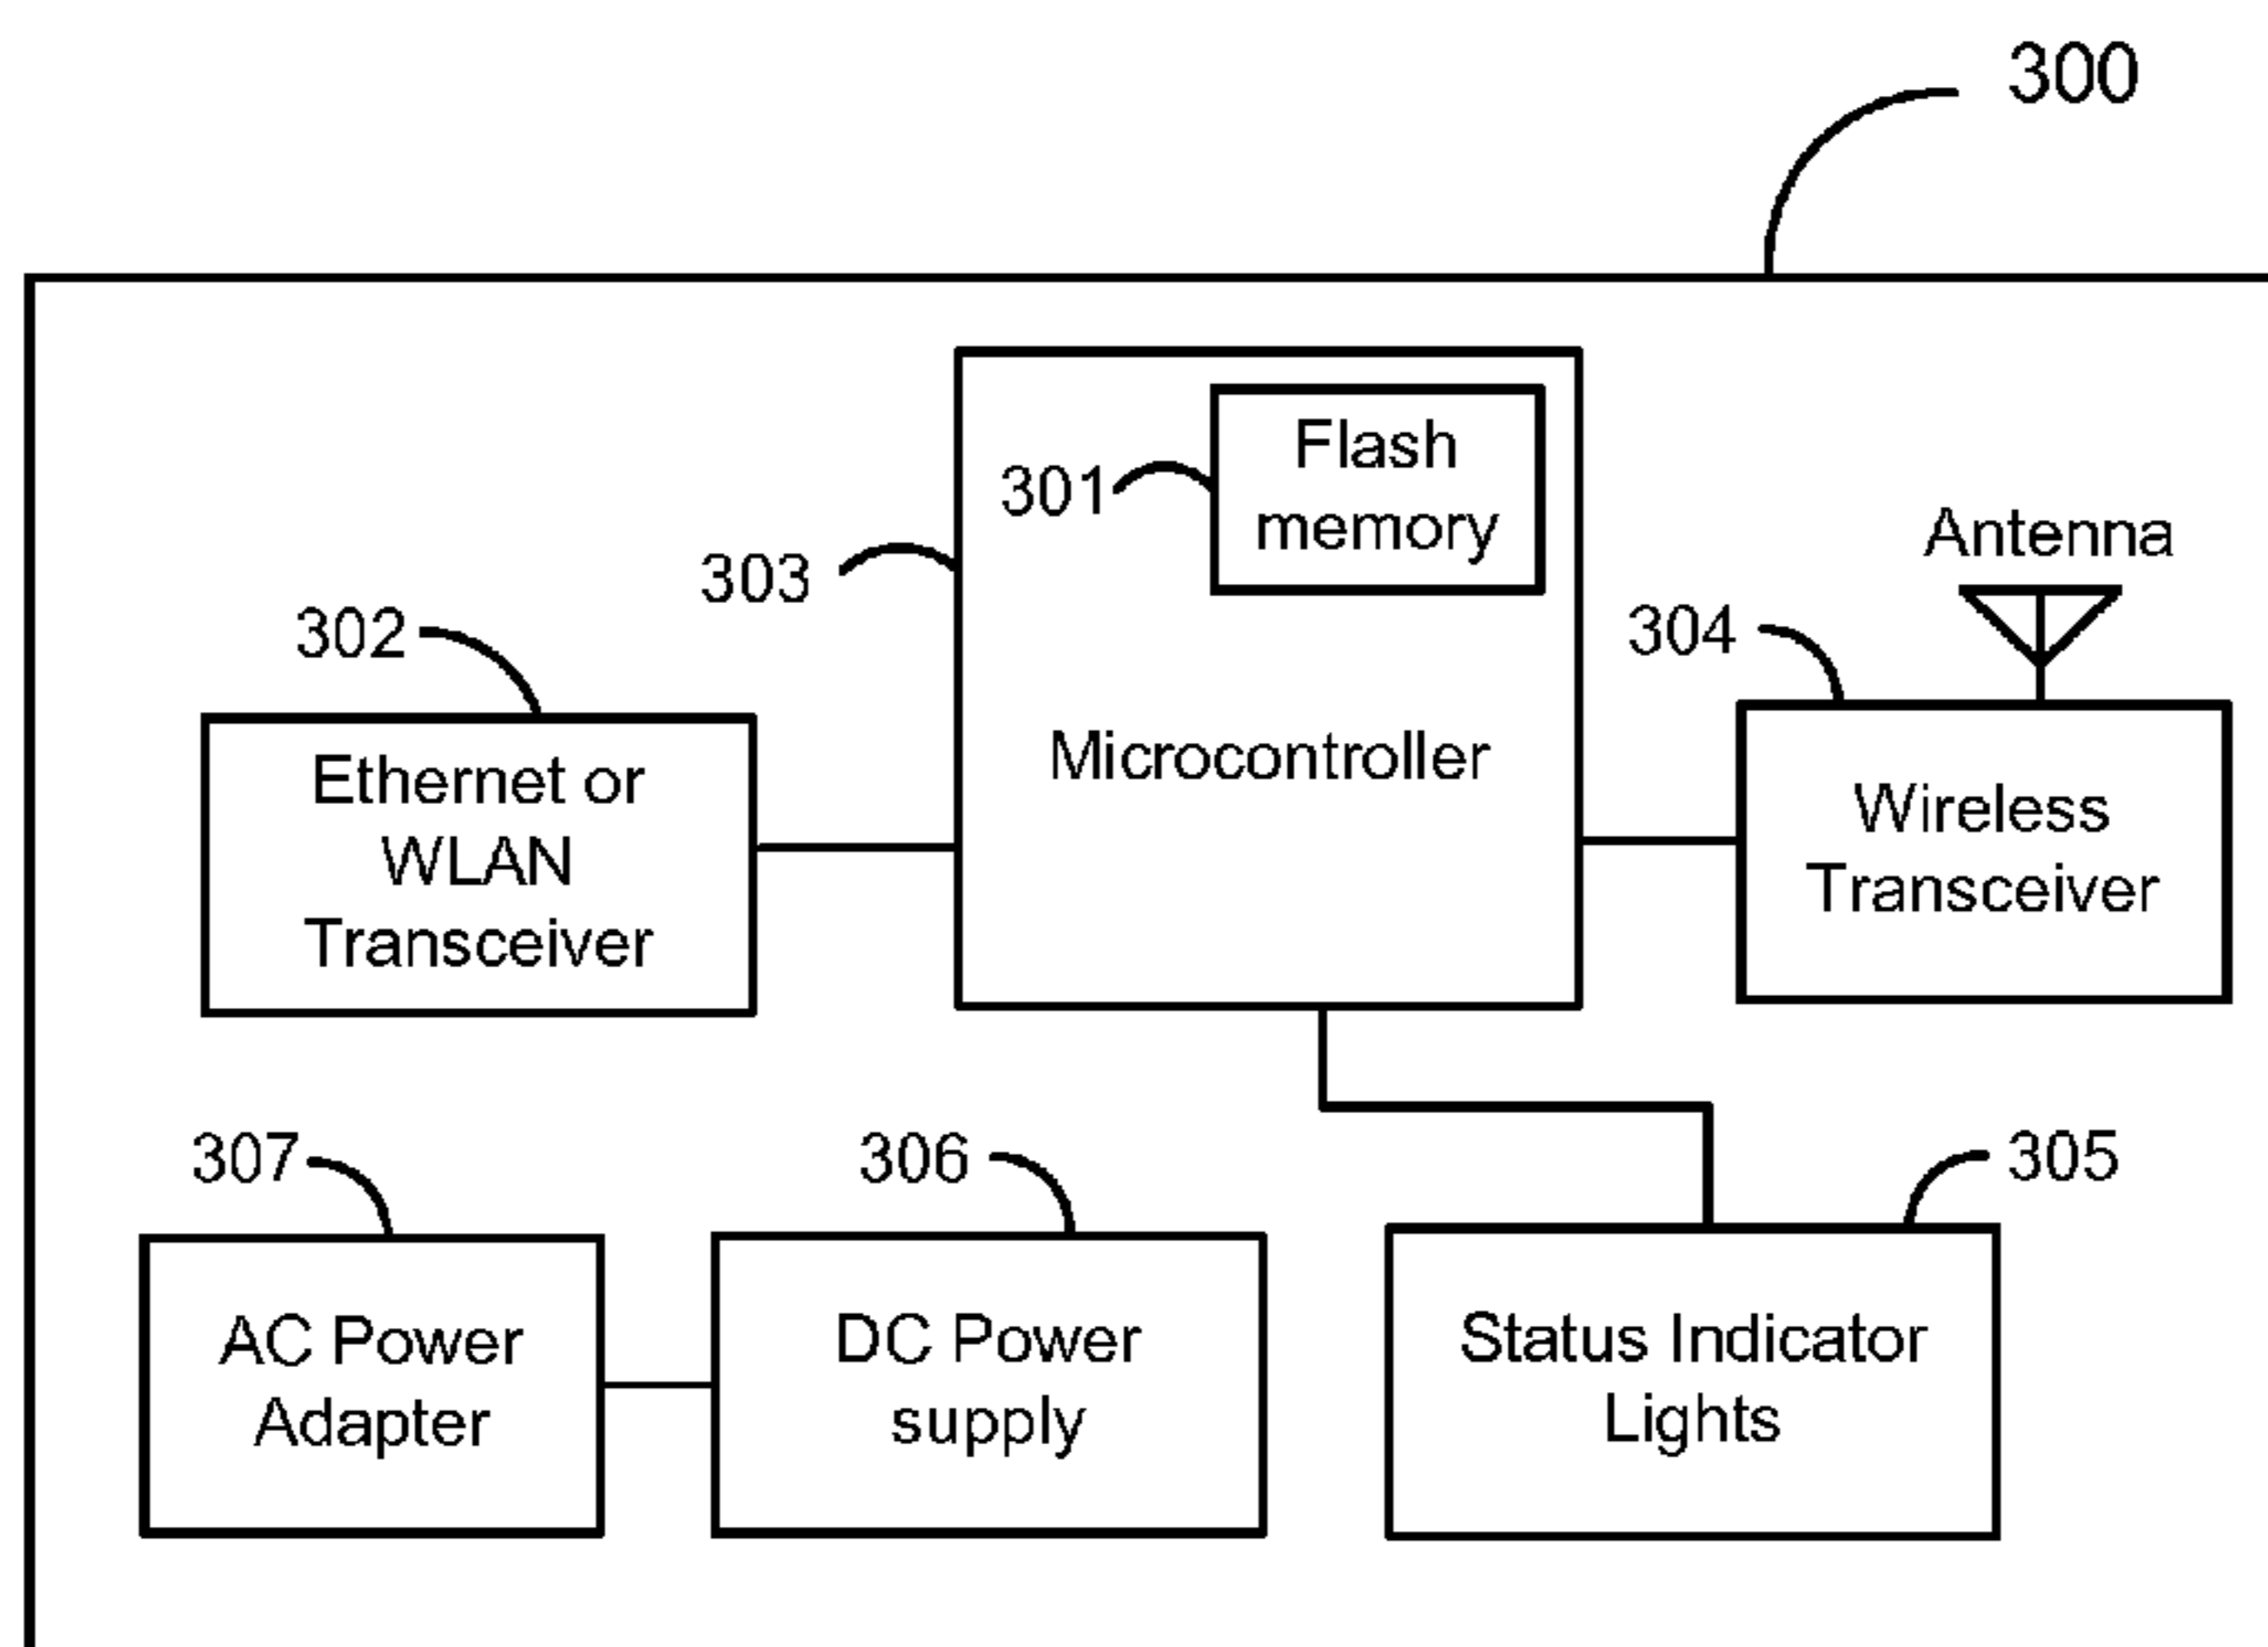 300
301
Flash
memory
303
Antenna
302
304
Microcontroller
Ethernet or
WLAN
Transceiver
Wireless
Transceiver
307
306
305
AC Power
Adapter
DC Power
supply
Status Indicator
Lights